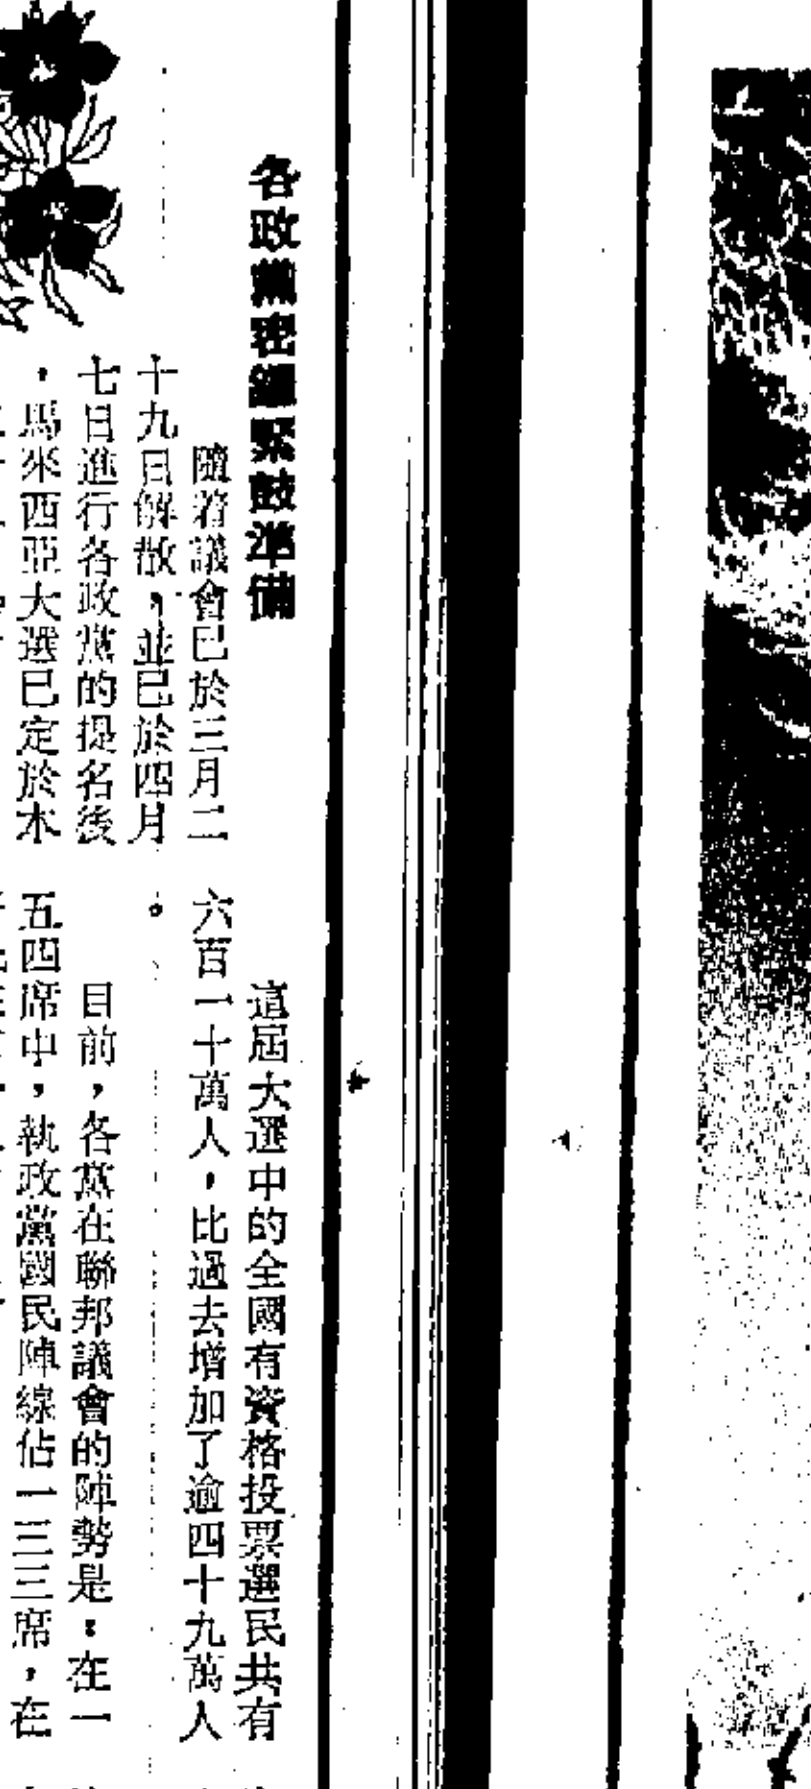 各政黨密鑼緊鼓準備
隨着議會已於三月二
十九日解散，並已於四月
七日進行各政黨的提名後
，馬來西亞大選已定於本
這屆大選中的全國有資格投票選民共有
六百一十萬人，比過去增加了逾四十九萬人
。
目前，各黨在聯邦議會的陣勢是：在一
五四席中，執政黨國民陣線佔一三三席，在